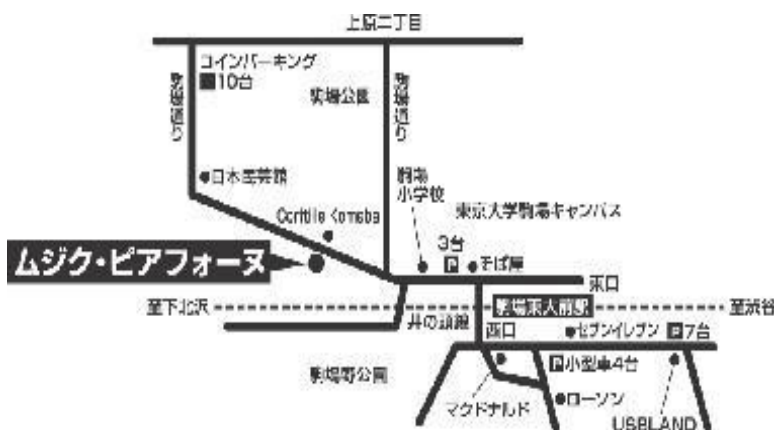 上原二丁目
コインパーキング
10台
駒場通り
駒場公園
駒場通り
日本民芸館
駒場
小学校
東京大学駒場キャンパス
Komaba
3台
P
そば屋
ムジク・ピアフォーヌ
東口
至下北沢
駒場東大前駅
至渋谷
井の頭線
西口
セブンイレブン
P7台
駒場野公園
P小型車4台
マクドナルド
ローソン
USBLAND